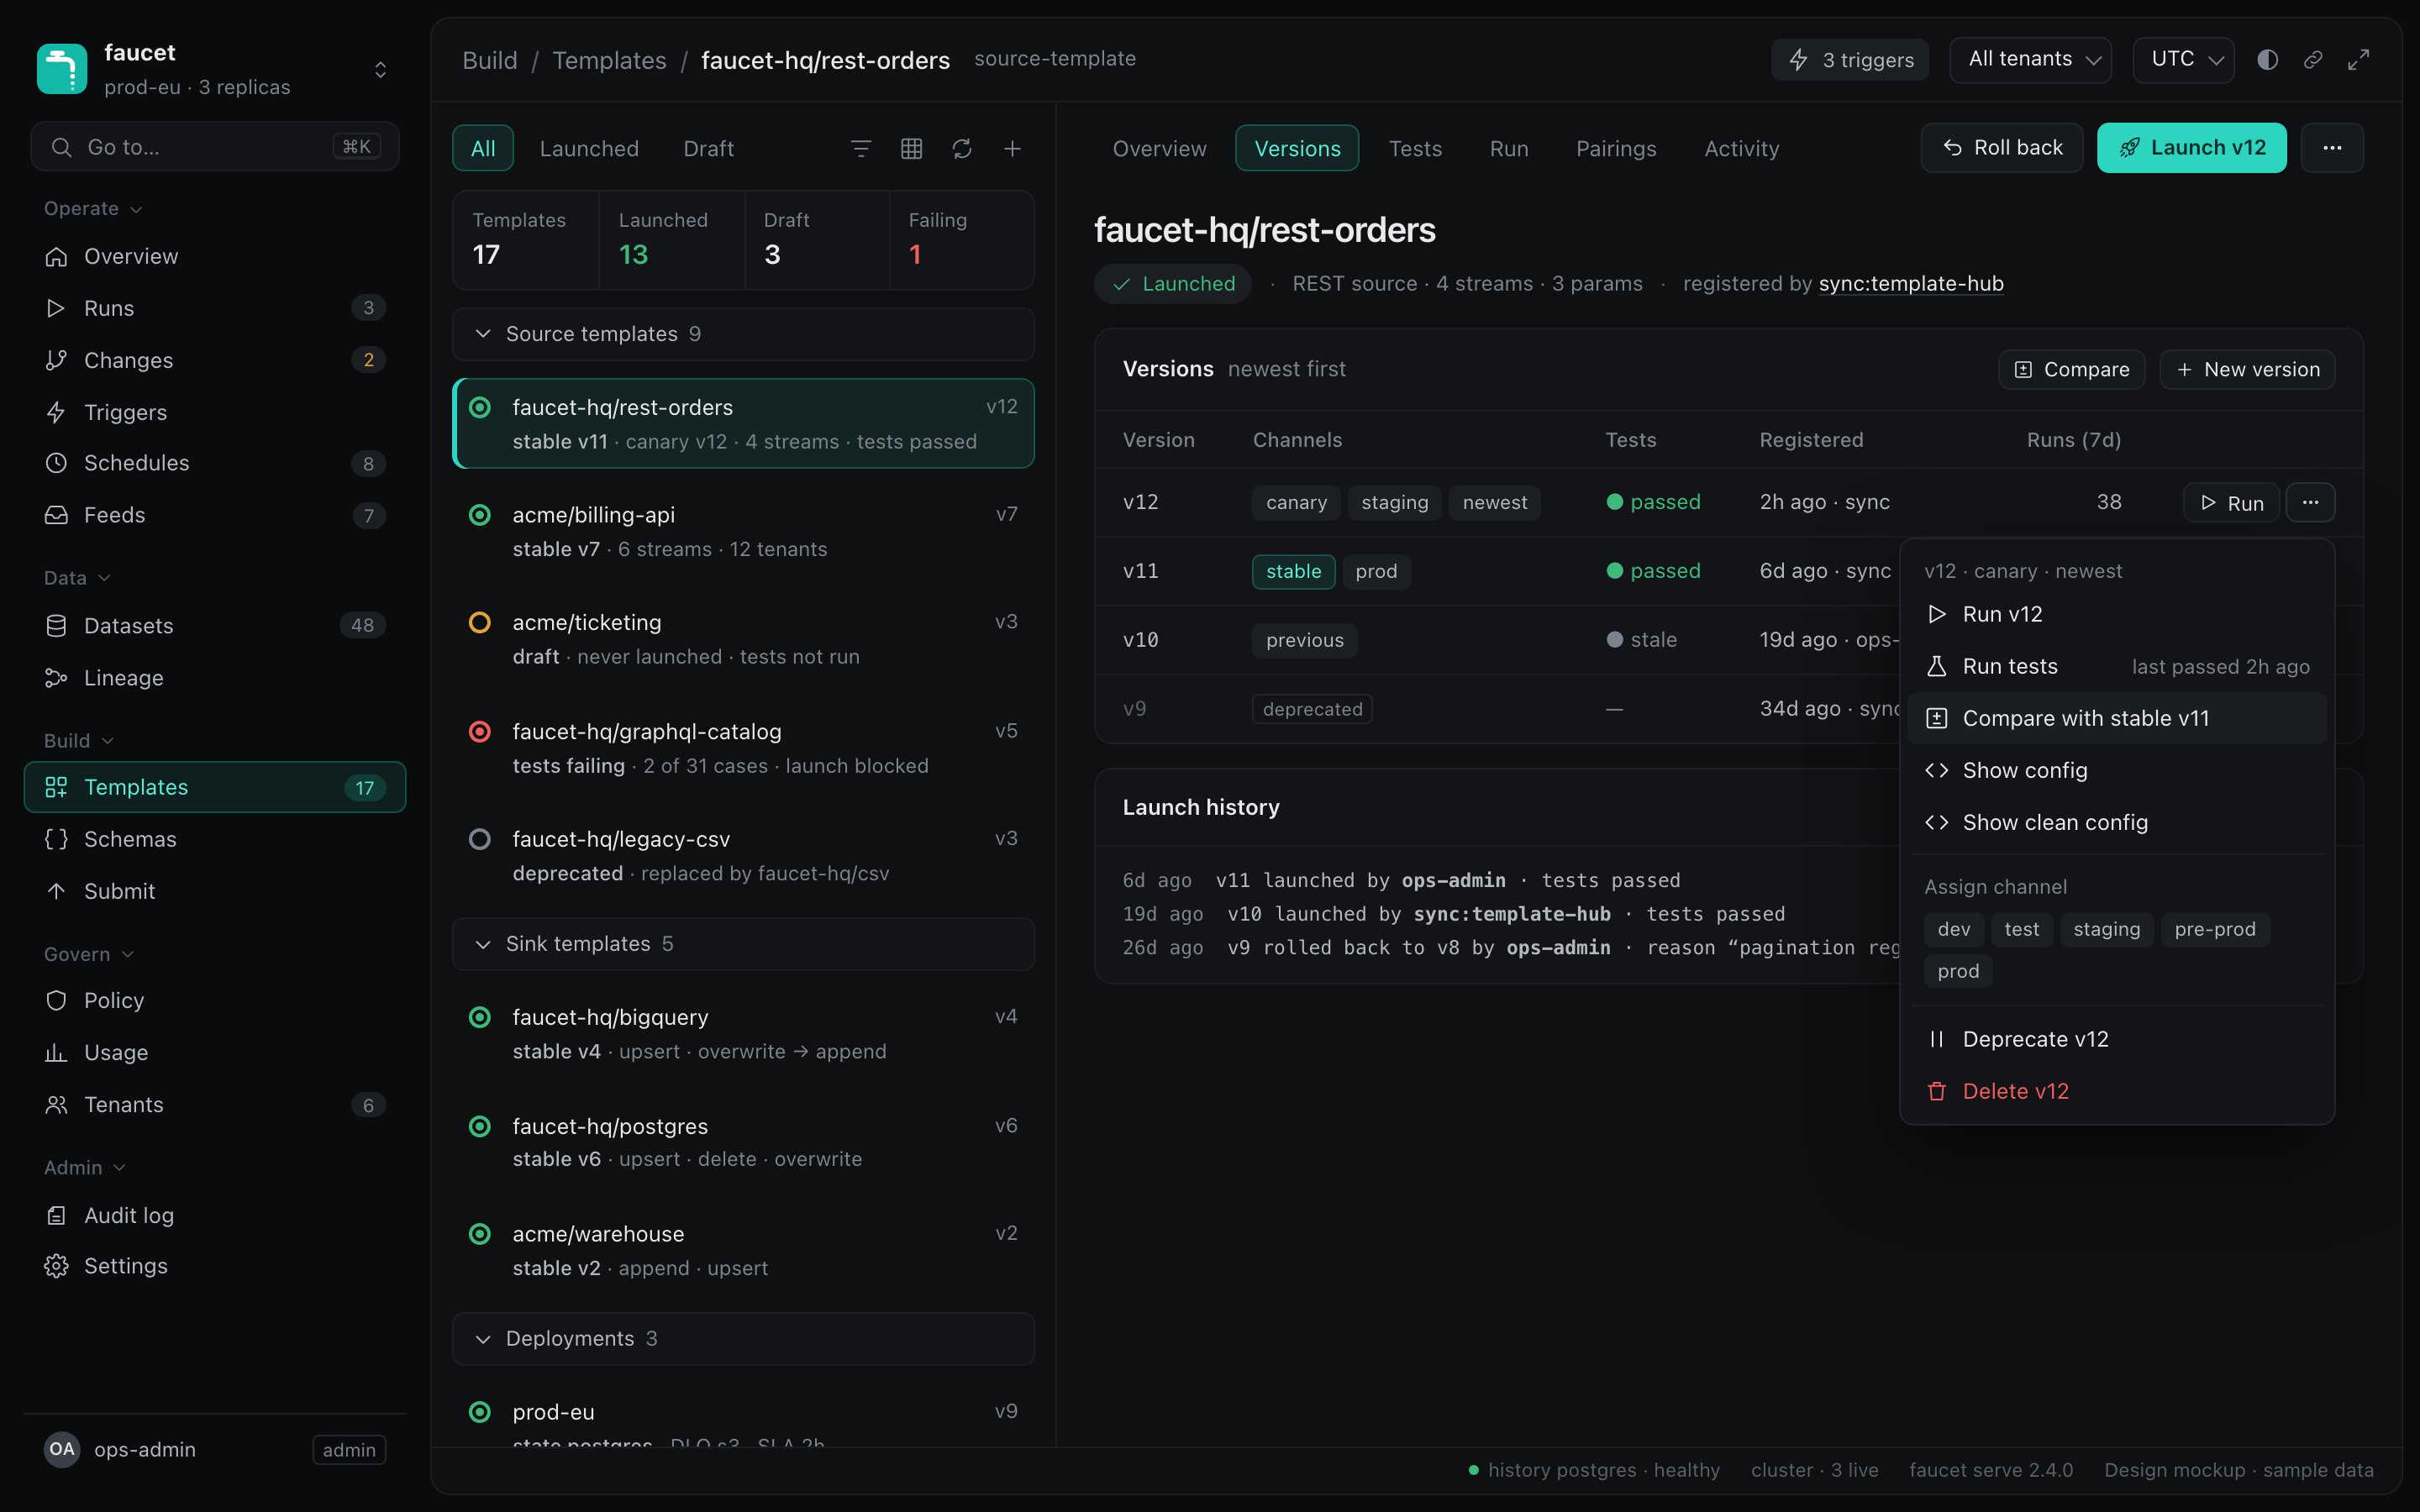 faucet
prod-eu · 3 replicas
Go to...
⌘K
Operate
Overview
Runs 3
Changes 2
Triggers
Schedules 8
Feeds 7
Data
Datasets 48
Lineage
Build
Templates 17
Schemas
Submit
Govern
Policy
Usage
Tenants 6
Admin
Audit log
Settings
OA ops-admin admin
Build / Templates / faucet-hq/rest-orders source-template
3 triggers
All tenants
UTC
All Launched Draft
Templates Launched Draft Failing
17 13 3 1
Source templates 9
faucet-hq/rest-orders v12
stable v11 · canary v12 · 4 streams · tests passed
acme/billing-api v7
stable v7 · 6 streams · 12 tenants
acme/ticketing v3
draft · never launched · tests not run
faucet-hq/graphql-catalog v5
tests failing · 2 of 31 cases · launch blocked
faucet-hq/legacy-csv v3
deprecated · replaced by faucet-hq/csv
Sink templates 5
faucet-hq/bigquery v4
stable v4 · upsert · overwrite → append
faucet-hq/postgres v6
stable v6 · upsert · delete · overwrite
acme/warehouse v2
stable v2 · append · upsert
Deployments 3
prod-eu v9
state postgres · DLQ s3 · SLA 2h
Overview Versions Tests Run Pairings Activity
Roll back
Launch v12
faucet-hq/rest-orders
Launched · REST source · 4 streams · 3 params · registered by sync:template-hub
Versions newest first
Compare
+ New version
Version Channels Tests Registered Runs (7d)
v12 canary staging newest passed 2h ago · sync 38 Run
v11 stable prod passed 6d ago · sync
v10 previous stale 19d ago · ops-
v9 deprecated — 34d ago · sync
Launch history
6d ago v11 launched by ops-admin · tests passed
19d ago v10 launched by sync:template-hub · tests passed
26d ago v9 rolled back to v8 by ops-admin · reason “pagination reg
v12 · canary · newest
Run v12
Run tests last passed 2h ago
Compare with stable v11
Show config
Show clean config
Assign channel
dev test staging pre-prod
prod
Deprecate v12
Delete v12
history postgres · healthy cluster · 3 live faucet serve 2.4.0 Design mockup · sample data